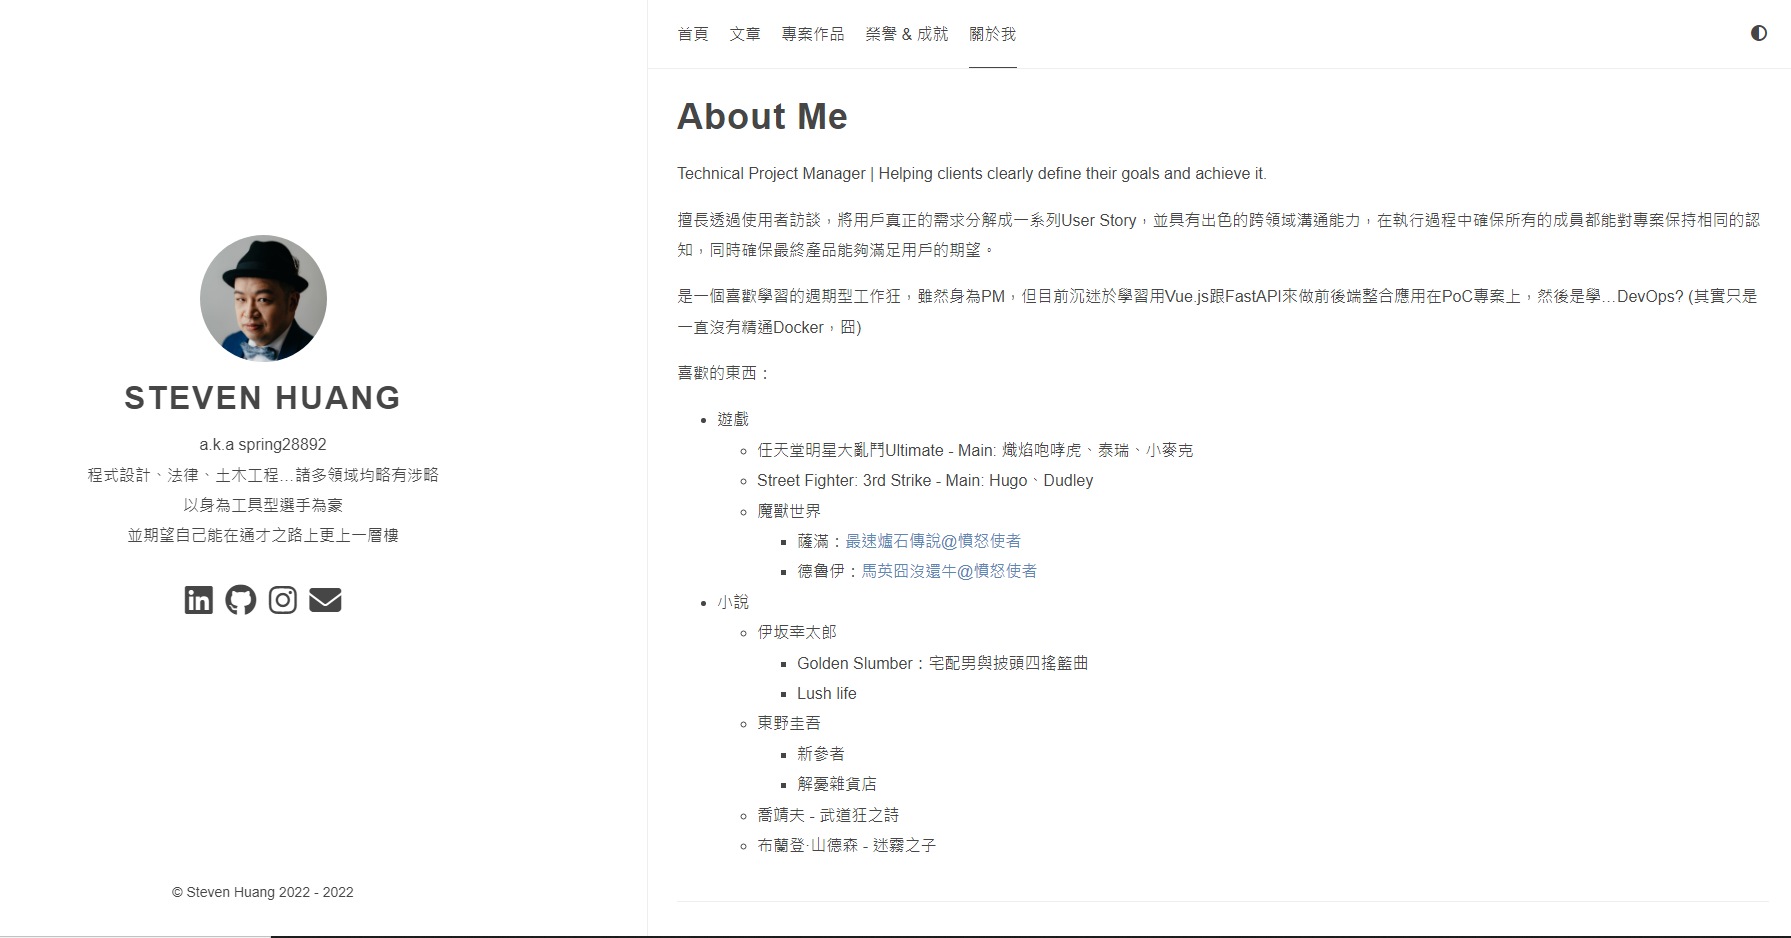 STEVEN HUANG
a.k.a spring28892
程式設計、法律、土木工程…諸多領域均略有涉略
以身為工具型選手為豪
並期望自己能在通才之路上更上一層樓
© Steven Huang 2022 - 2022
首頁 文章 專案作品 榮譽 & 成就 關於我
About Me
Technical Project Manager | Helping clients clearly define their goals and achieve it.
擅長透過使用者訪談，將用戶真正的需求分解成一系列User Story，並具有出色的跨領域溝通能力，在執行過程中確保所有的成員都能對專案保持相同的認
知，同時確保最終產品能夠滿足用戶的期望。
是一個喜歡學習的週期型工作狂，雖然身為PM，但目前沉迷於學習用Vue.js跟FastAPI來做前後端整合應用在PoC專案上，然後是學…DevOps? (其實只是
一直沒有精通Docker，囧)
喜歡的東西：
遊戲
任天堂明星大亂鬥Ultimate - Main: 熾焰咆哮虎、泰瑞、小麥克
Street Fighter: 3rd Strike - Main: Hugo、Dudley
魔獸世界
薩滿：最速爐石傳說@憤怒使者
德魯伊：馬英囧沒還牛@憤怒使者
小說
伊坂幸太郎
Golden Slumber：宅配男與披頭四搖籃曲
Lush life
東野圭吾
新參者
解憂雜貨店
喬靖夫 - 武道狂之詩
布蘭登·山德森 - 迷霧之子